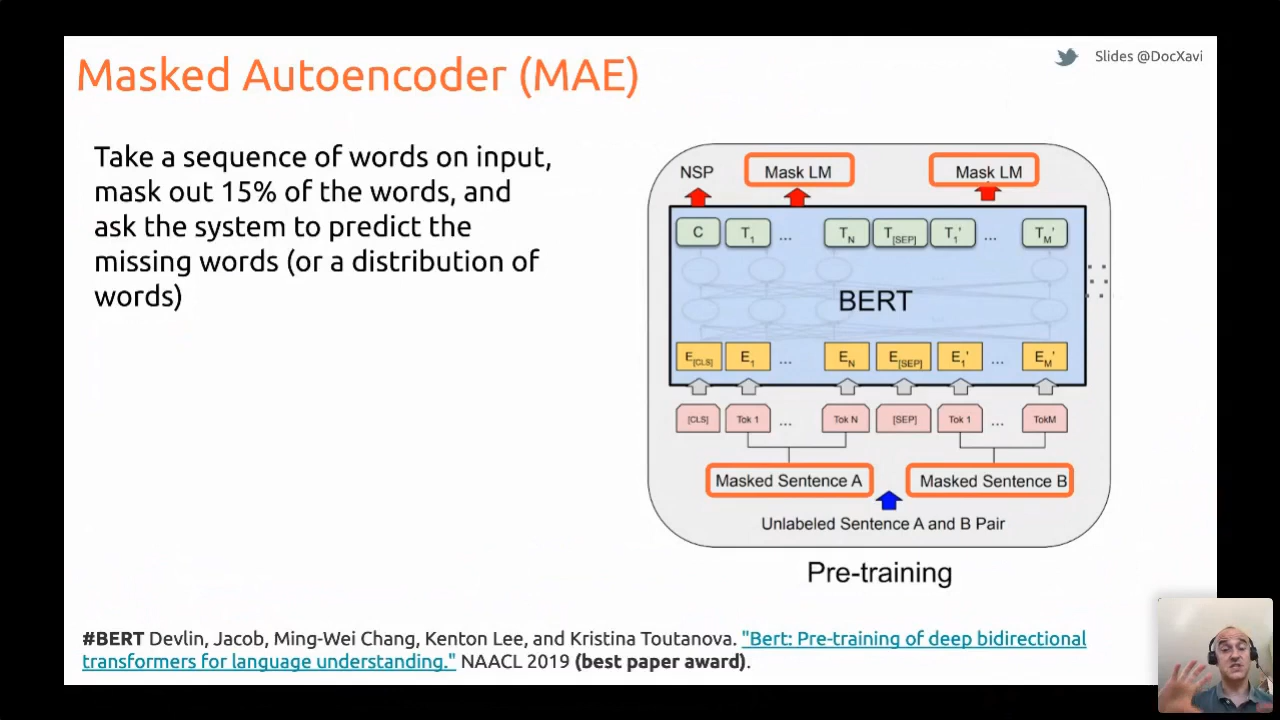 Masked Autoencoder (MAE)
Slides @DocXavi
Take a sequence of words on input,
mask out 15% of the words, and
ask the system to predict the
missing words (or a distribution of
words)
NSP Mask LM Mask LM
C T1 ... TN T[SEP] T1' ... TM'
BERT
E[CLS] E1 ... EN E[SEP] E1' ... EM'
[CLS] Tok 1 ... Tok N [SEP] Tok 1 ... TokM
Masked Sentence A Masked Sentence B
Unlabeled Sentence A and B Pair
Pre-training
#BERT Devlin, Jacob, Ming-Wei Chang, Kenton Lee, and Kristina Toutanova. "Bert: Pre-training of deep bidirectional
transformers for language understanding." NAACL 2019 (best paper award).